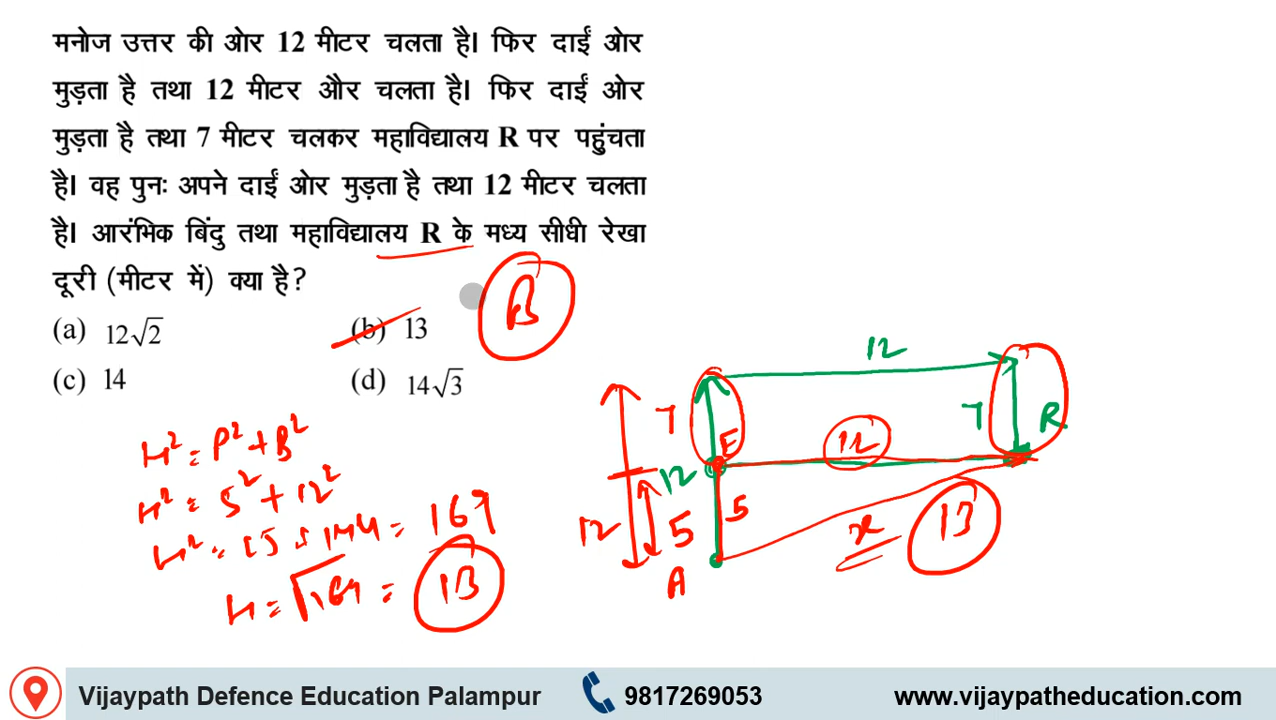 मनोज उत्तर की ओर 12 मीटर चलता है। फिर दाईं ओर
मुड़ता है तथा 12 मीटर और चलता है। फिर दाईं ओर
मुड़ता है तथा 7 मीटर चलकर महाविद्यालय R पर पहुंचता
है। वह पुनः अपने दाईं ओर मुड़ता है तथा 12 मीटर चलता
है। आरंभिक बिंदु तथा महाविद्यालय R के मध्य सीधी रेखा
दूरी (मीटर में) क्या है?
(a) 12√2 (b) 13
(c) 14 (d) 14√3
B
12
7 E 12 7 R
12
12 5 5
A x 13
H² = P² + B²
H² = 5² + 12²
H² = 25 + 144 = 169
H = √169 = 13
Vijaypath Defence Education Palampur 9817269053 www.vijaypatheducation.com